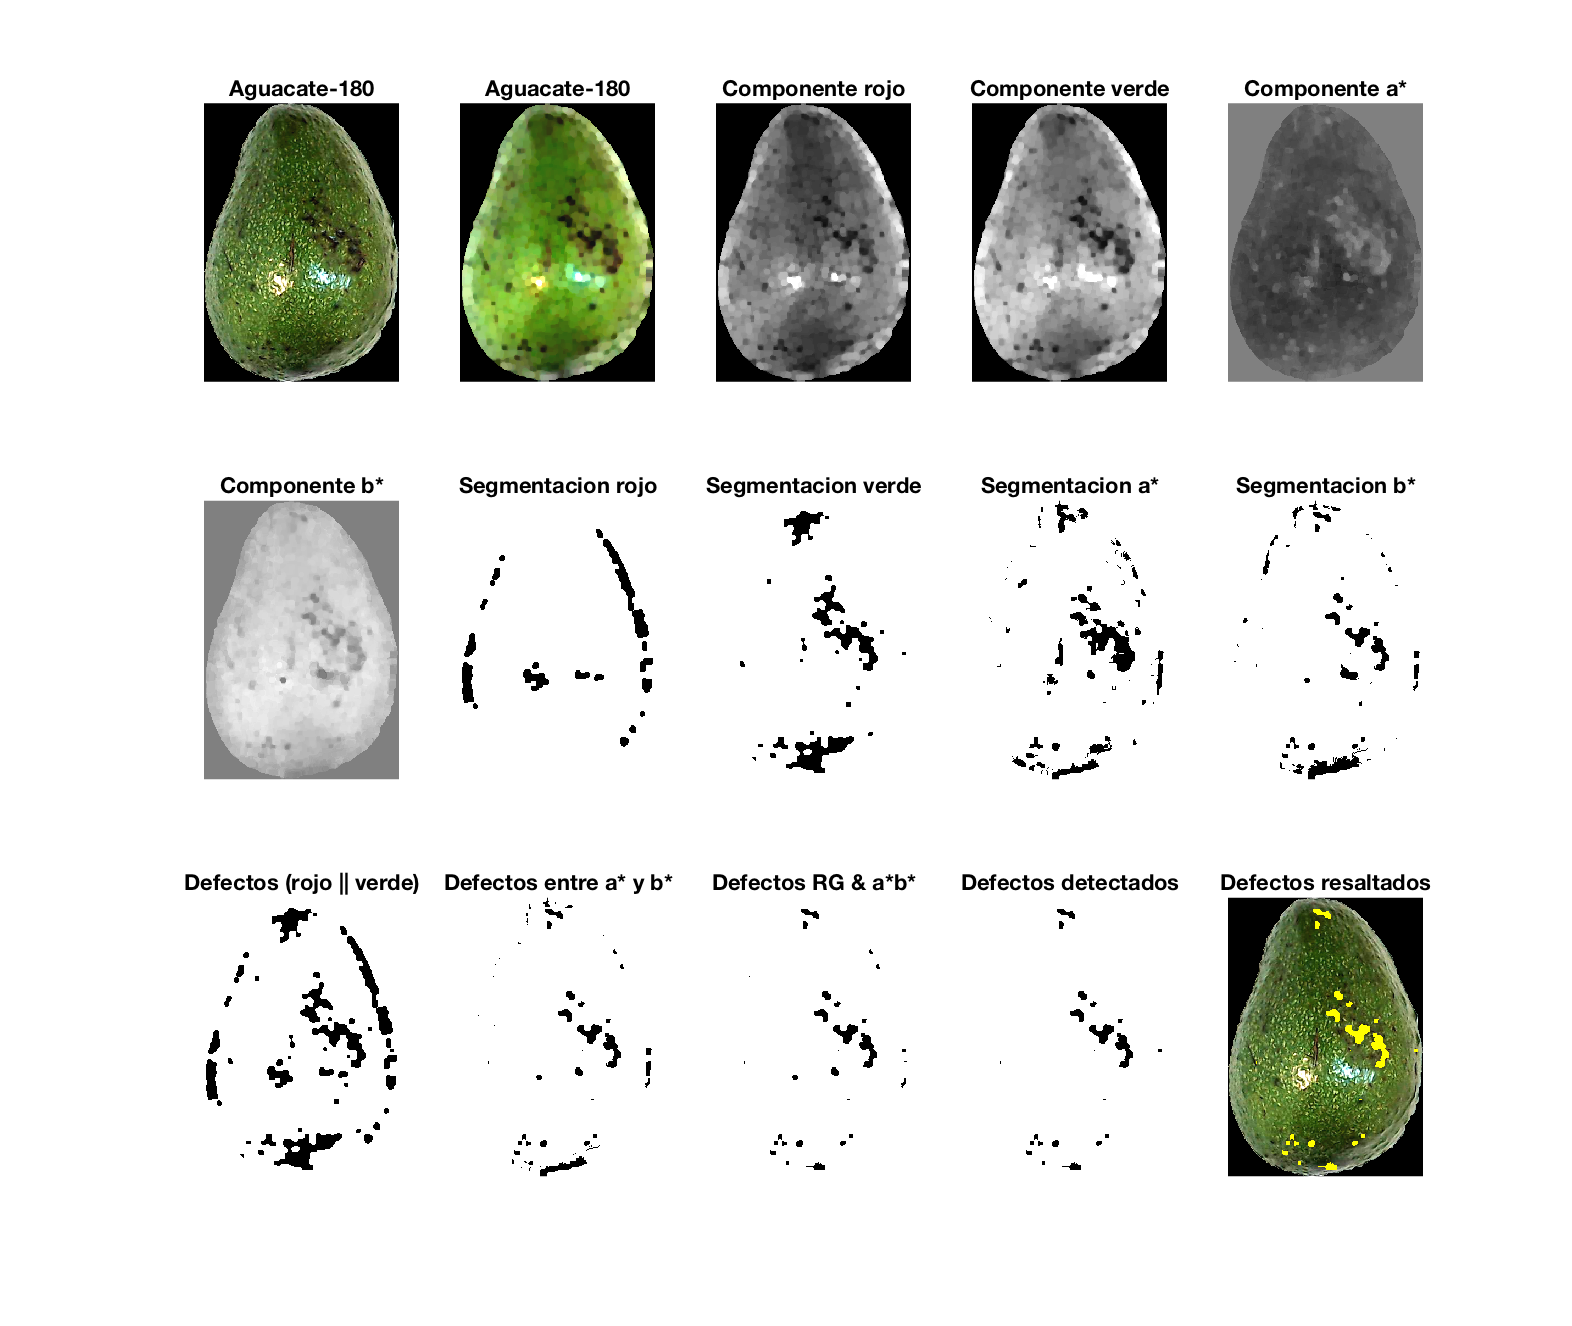 Aguacate-180
Aguacate-180
Componente rojo
Componente verde
Componente a*
Componente b*
Segmentacion rojo
Segmentacion verde
Segmentacion a*
Segmentacion b*
Defectos (rojo || verde)
Defectos entre a* y b*
Defectos RG & a*b*
Defectos detectados
Defectos resaltados